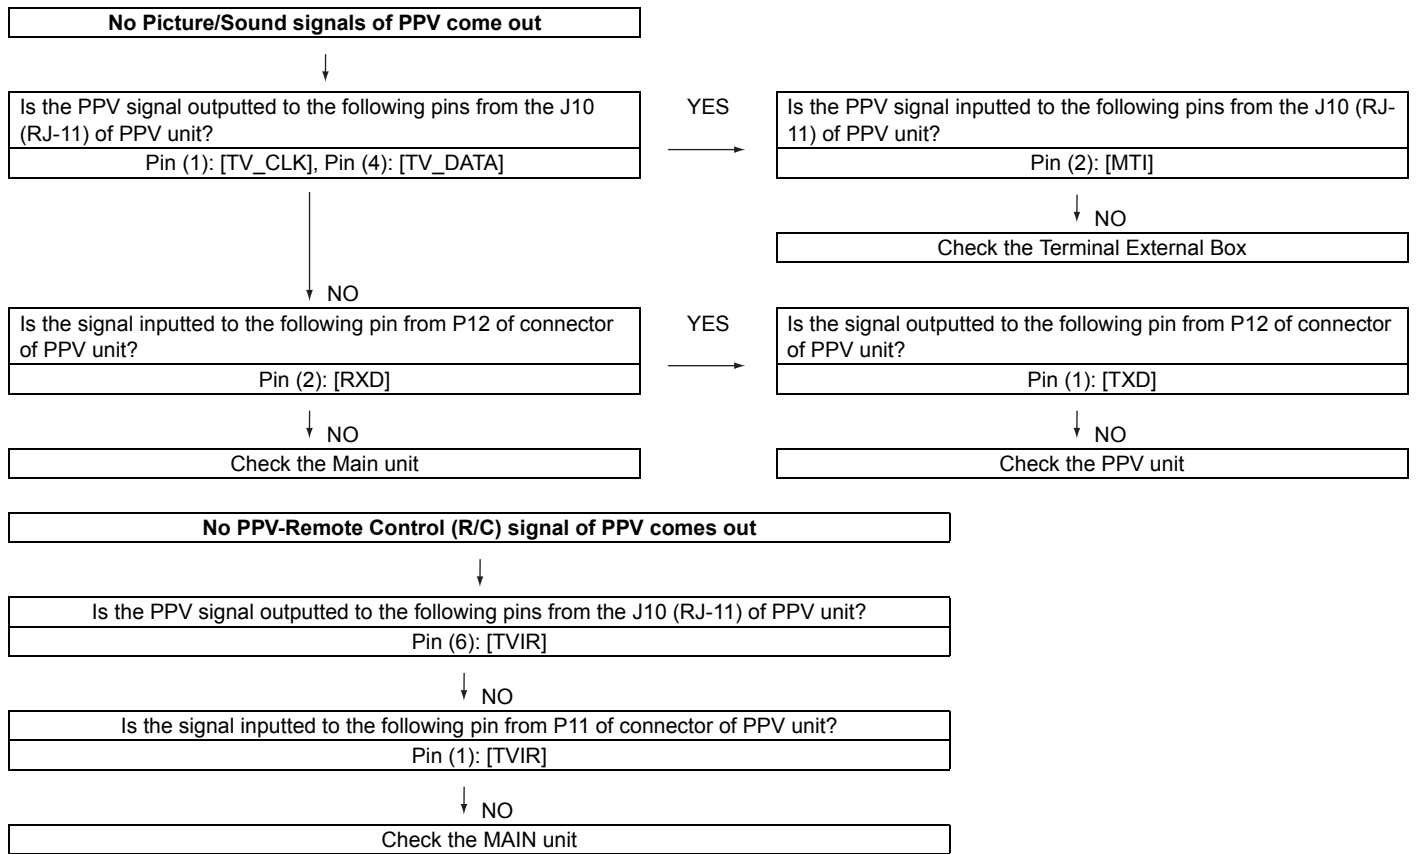 No Picture/Sound signals of PPV come out
Is the PPV signal outputted to the following pins from the J10
(RJ-11) of PPV unit?
Pin (1): [TV_CLK], Pin (4): [TV_DATA]
YES
Is the PPV signal inputted to the following pins from the J10 (RJ-
11) of PPV unit?
Pin (2): [MTI]
NO
Check the Terminal External Box
NO
Is the signal inputted to the following pin from P12 of connector
of PPV unit?
Pin (2): [RXD]
YES
Is the signal outputted to the following pin from P12 of connector
of PPV unit?
Pin (1): [TXD]
NO
Check the Main unit
NO
Check the PPV unit
No PPV-Remote Control (R/C) signal of PPV comes out
Is the PPV signal outputted to the following pins from the J10 (RJ-11) of PPV unit?
Pin (6): [TVIR]
NO
Is the signal inputted to the following pin from P11 of connector of PPV unit?
Pin (1): [TVIR]
NO
Check the MAIN unit